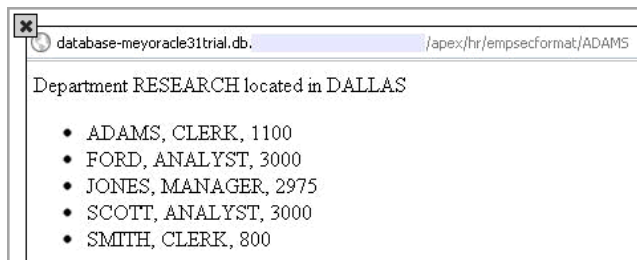 database-meyoracle31trial.db. /apex/hr/empsecformat/ADAMS
Department RESEARCH located in DALLAS
• ADAMS, CLERK, 1100
• FORD, ANALYST, 3000
• JONES, MANAGER, 2975
• SCOTT, ANALYST, 3000
• SMITH, CLERK, 800